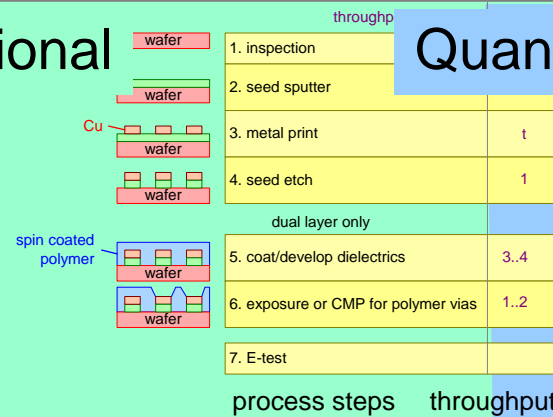 throughp
ional
Quan
wafer
1. inspection
wafer
2. seed sputter
Cu
wafer
3. metal print
t
wafer
4. seed etch
1
dual layer only
spin coated
polymer
wafer
5. coat/develop dielectrics
3..4
wafer
6. exposure or CMP for polymer vias
1..2
7. E-test
process steps
throughput